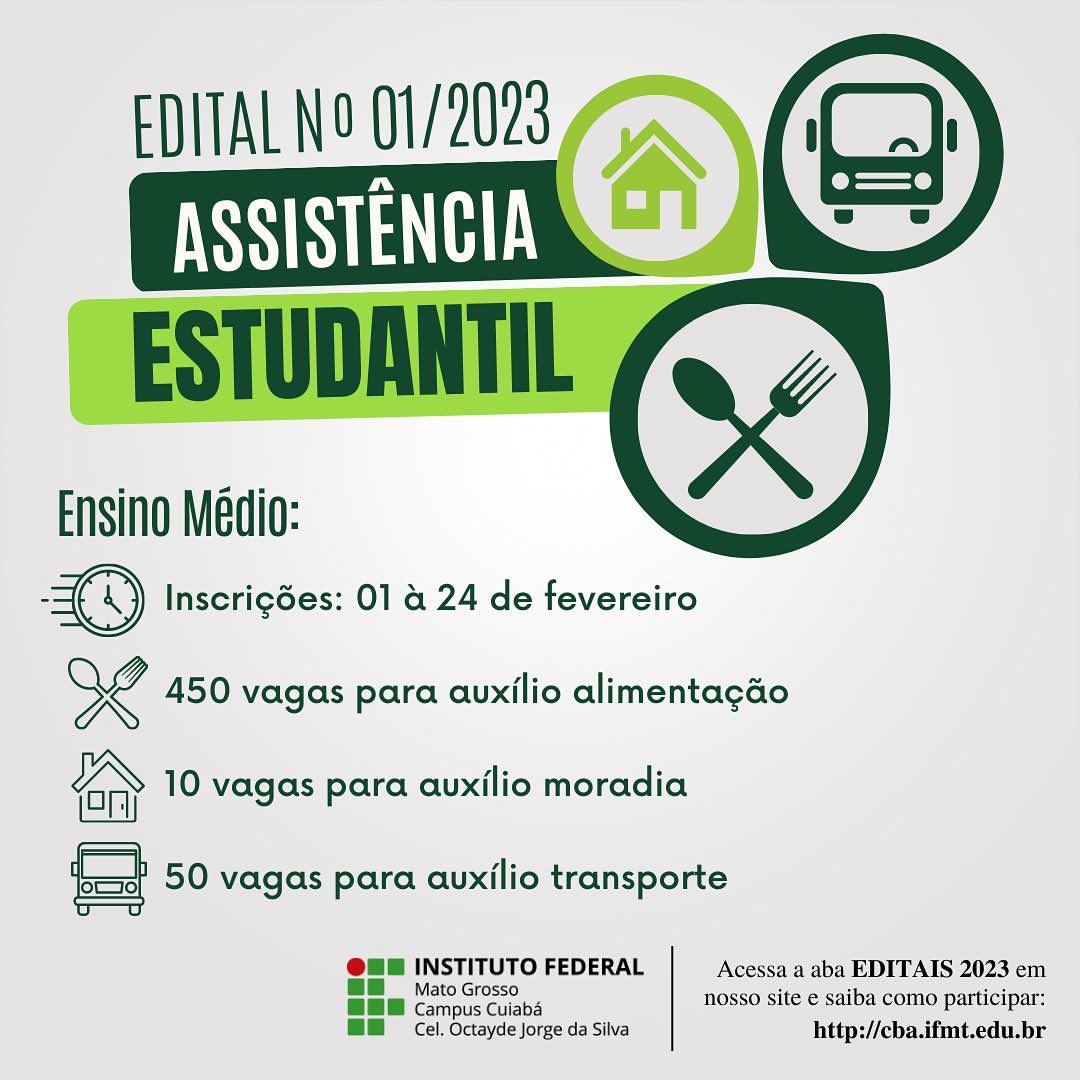 EDITAL Nº 01/2023
ASSISTÊNCIA
ESTUDANTIL
Ensino Médio:
Inscrições: 01 à 24 de fevereiro
450 vagas para auxílio alimentação
10 vagas para auxílio moradia
50 vagas para auxílio transporte
INSTITUTO FEDERAL
Mato Grosso
Campus Cuiabá
Cel. Octayde Jorge da Silva
Acessa a aba EDITAIS 2023 em
nosso site e saiba como participar:
http://cba.ifmt.edu.br